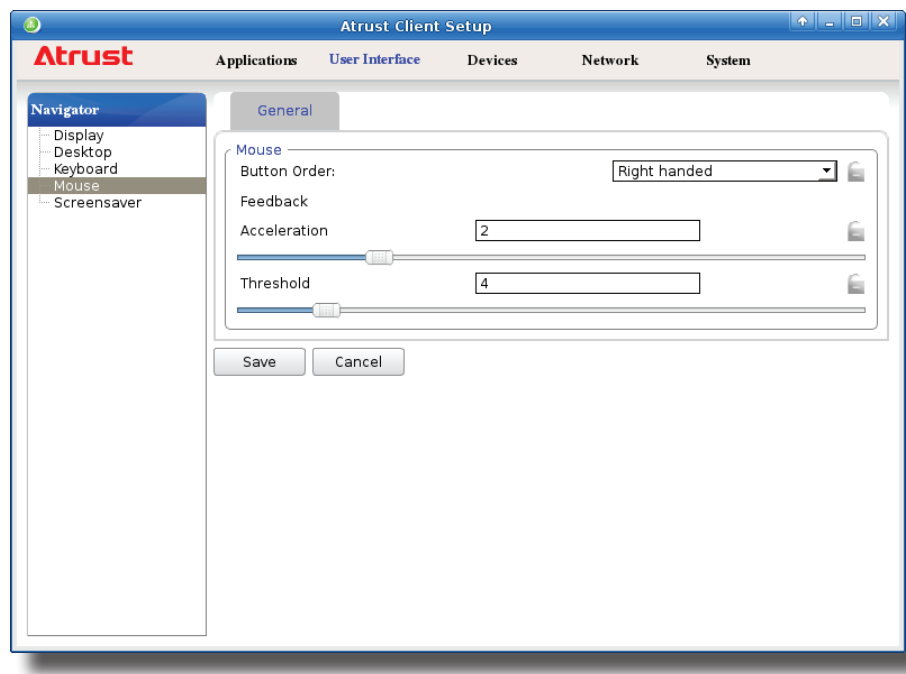 Atrust Client Setup
Atrust
Applications User Interface Devices Network System
Navigator
Display
Desktop
Keyboard
Mouse
Screensaver
General
Mouse
Button Order: Right handed
Feedback
Acceleration 2
Threshold 4
Save Cancel